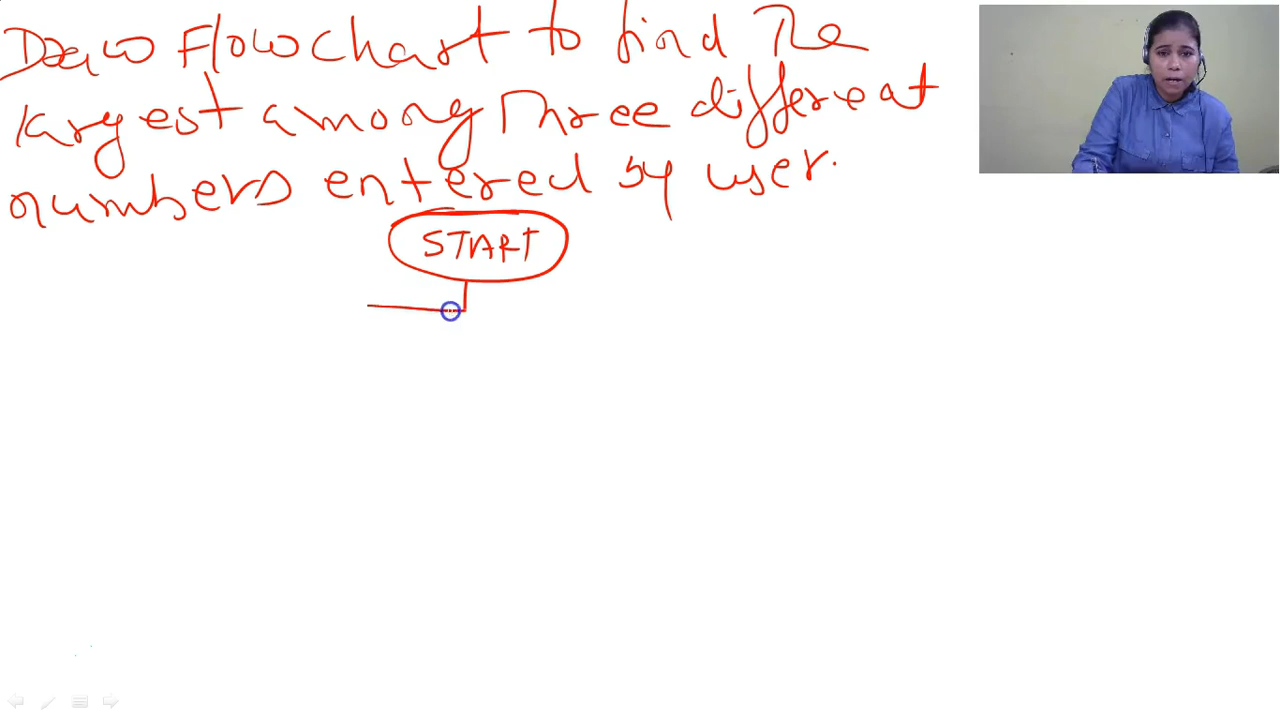 Draw Flowchart to find The
largest among Three different
numbers entered by user.
START